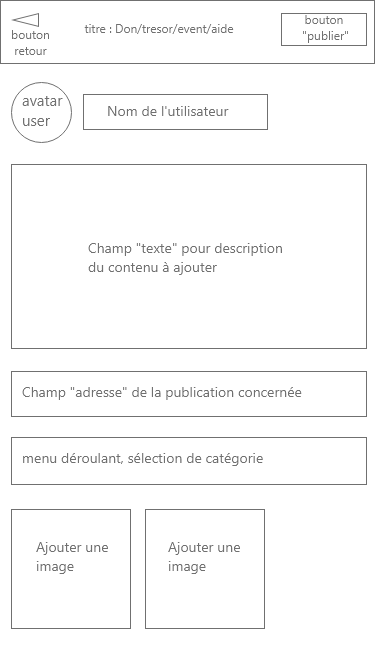 bouton
retour
titre : Don/tresor/event/aide
bouton
"publier"
avatar
user
Nom de l'utilisateur
Champ "texte" pour description
du contenu à ajouter
Champ "adresse" de la publication concernée
menu déroulant, sélection de catégorie
Ajouter une
image
Ajouter une
image